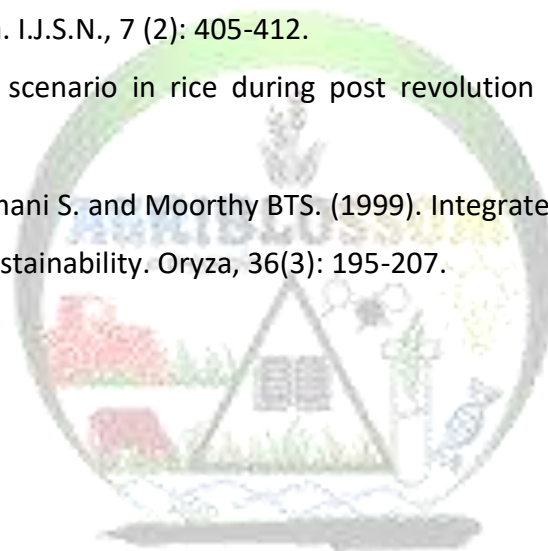 . I.J.S.N., 7 (2): 405-412.
scenario in rice during post revolution
nani S. and Moorthy BTS. (1999). Integrate
stainability. Oryza, 36(3): 195-207.